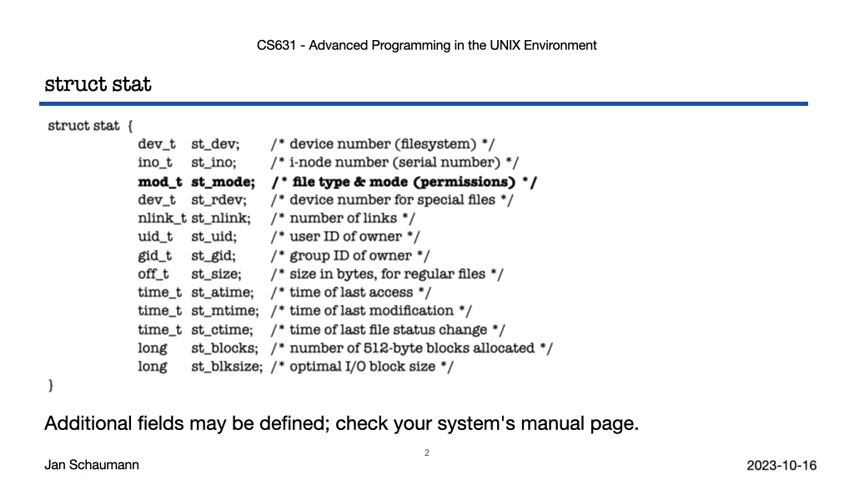 CS631 - Advanced Programming in the UNIX Environment
struct stat
struct stat {
dev_t st_dev; /* device number (filesystem) */
ino_t st_ino; /* i-node number (serial number) */
mod_t st_mode; /* file type & mode (permissions) */
dev_t st_rdev; /* device number for special files */
nlink_t st_nlink; /* number of links */
uid_t st_uid; /* user ID of owner */
gid_t st_gid; /* group ID of owner */
off_t st_size; /* size in bytes, for regular files */
time_t st_atime; /* time of last access */
time_t st_mtime; /* time of last modification */
time_t st_ctime; /* time of last file status change */
long st_blocks; /* number of 512-byte blocks allocated */
long st_blksize; /* optimal I/O block size */
}
Additional fields may be defined; check your system's manual page.
2
Jan Schaumann 2023-10-16